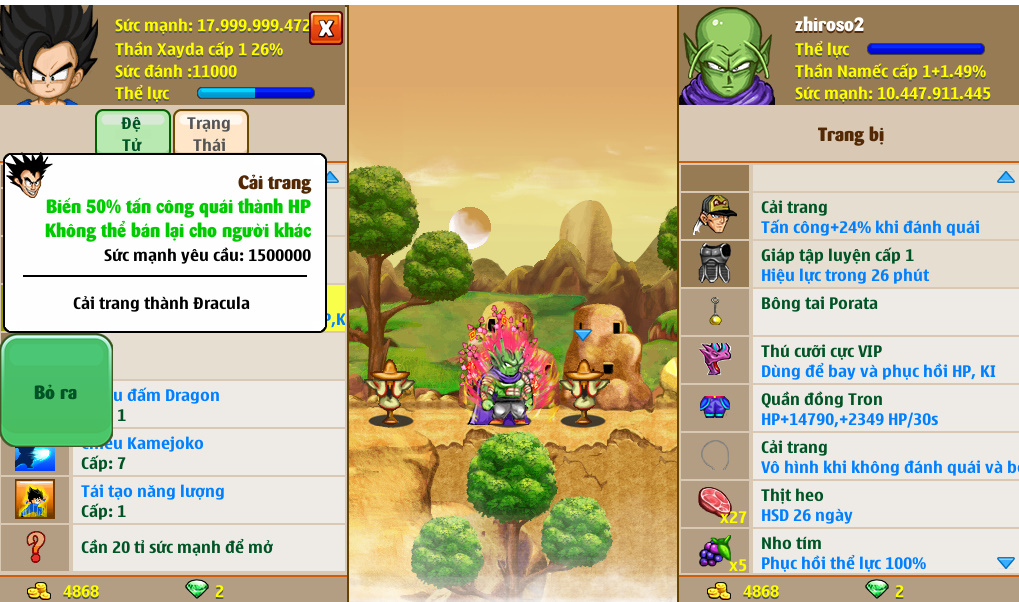 Sức mạnh: 17.999.999.472
X
Thần Xayda cấp 1 26%
Sức đánh :11000
Thể lực
Đệ
Tử
Trạng
Thái
Cải trang
Biến 50% tấn công quái thành HP
Không thể bán lại cho người khác
Sức mạnh yêu cầu: 1500000
Cải trang thành Đracula
P,K
Bỏ ra
u đấm Dragon
1
Chiêu Kamejoko
Cấp: 7
Tái tạo năng lượng
Cấp: 1
Cần 20 tỉ sức mạnh để mở
4868
2
zhiroso2
Thể lực
Thần Namếc cấp 1+1.49%
Sức mạnh: 10.447.911.445
Trang bị
Cải trang
Tấn công+24% khi đánh quái
Giáp tập luyện cấp 1
Hiệu lực trong 26 phút
Bông tai Porata
Thú cưỡi cực VIP
Dùng để bay và phục hồi HP, KI
Quần đồng Tron
HP+14790,+2349 HP/30s
Cải trang
Vô hình khi không đánh quái và b
Thịt heo
x27
HSD 26 ngày
Nho tím
x5
Phục hồi thể lực 100%
4868
2